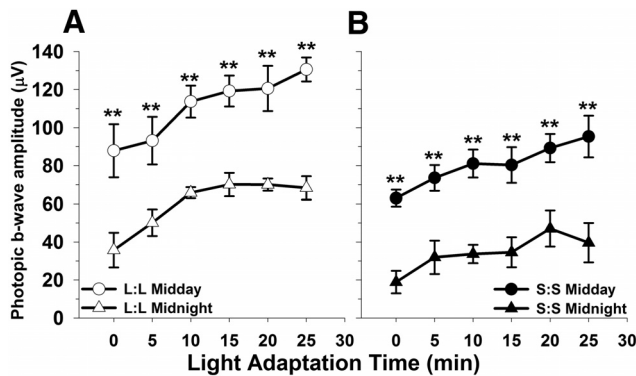 A
B
Photopic b-wave amplitude (μV)
140
120
100
80
60
40
20
0
** ** ** ** ** **
** ** ** ** ** **
L:L Midday
L:L Midnight
S:S Midday
S:S Midnight
0 5 10 15 20 25 30
0 5 10 15 20 25 30
Light Adaptation Time (min)